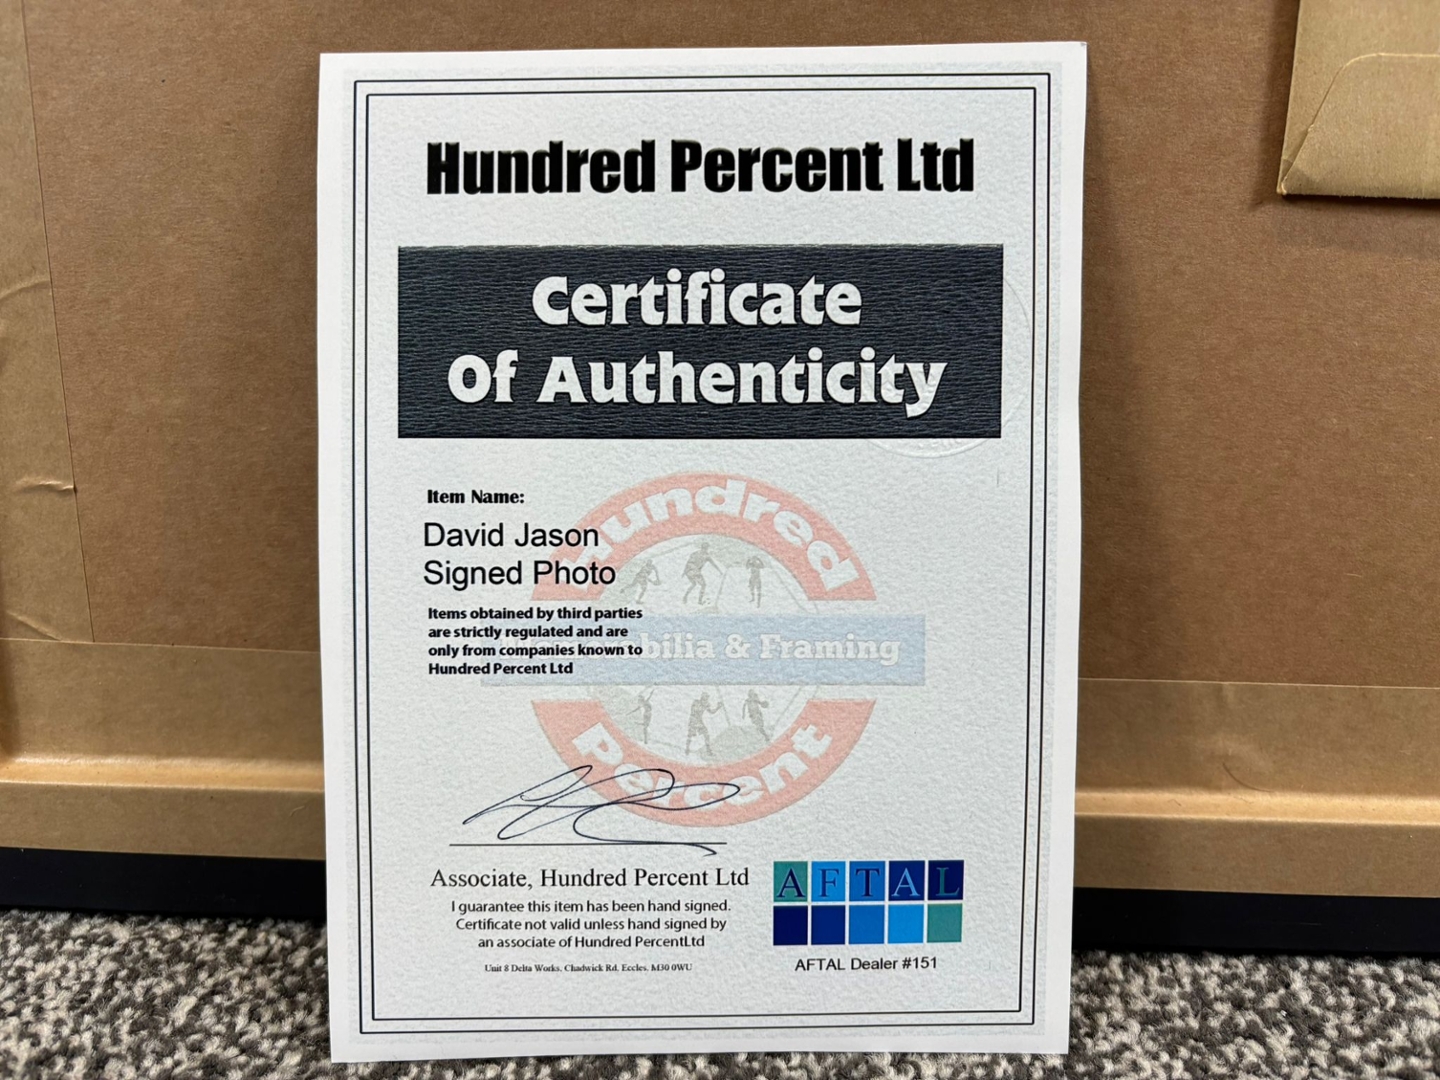 Hundred Percent Ltd
Certificate
Of Authenticity
Item Name:
David Jason
Signed Photo
Items obtained by third parties
are strictly regulated and are
only from companies known to
Hundred Percent Ltd
Hundred
Memorabilia & Framing
Percent
Associate, Hundred Percent Ltd
I guarantee this item has been hand signed.
Certificate not valid unless hand signed by
an associate of Hundred PercentLtd
Unit 8 Delta Works, Chadwick Rd, Eccles, M30 0WU
AFTAL
AFTAL Dealer #151